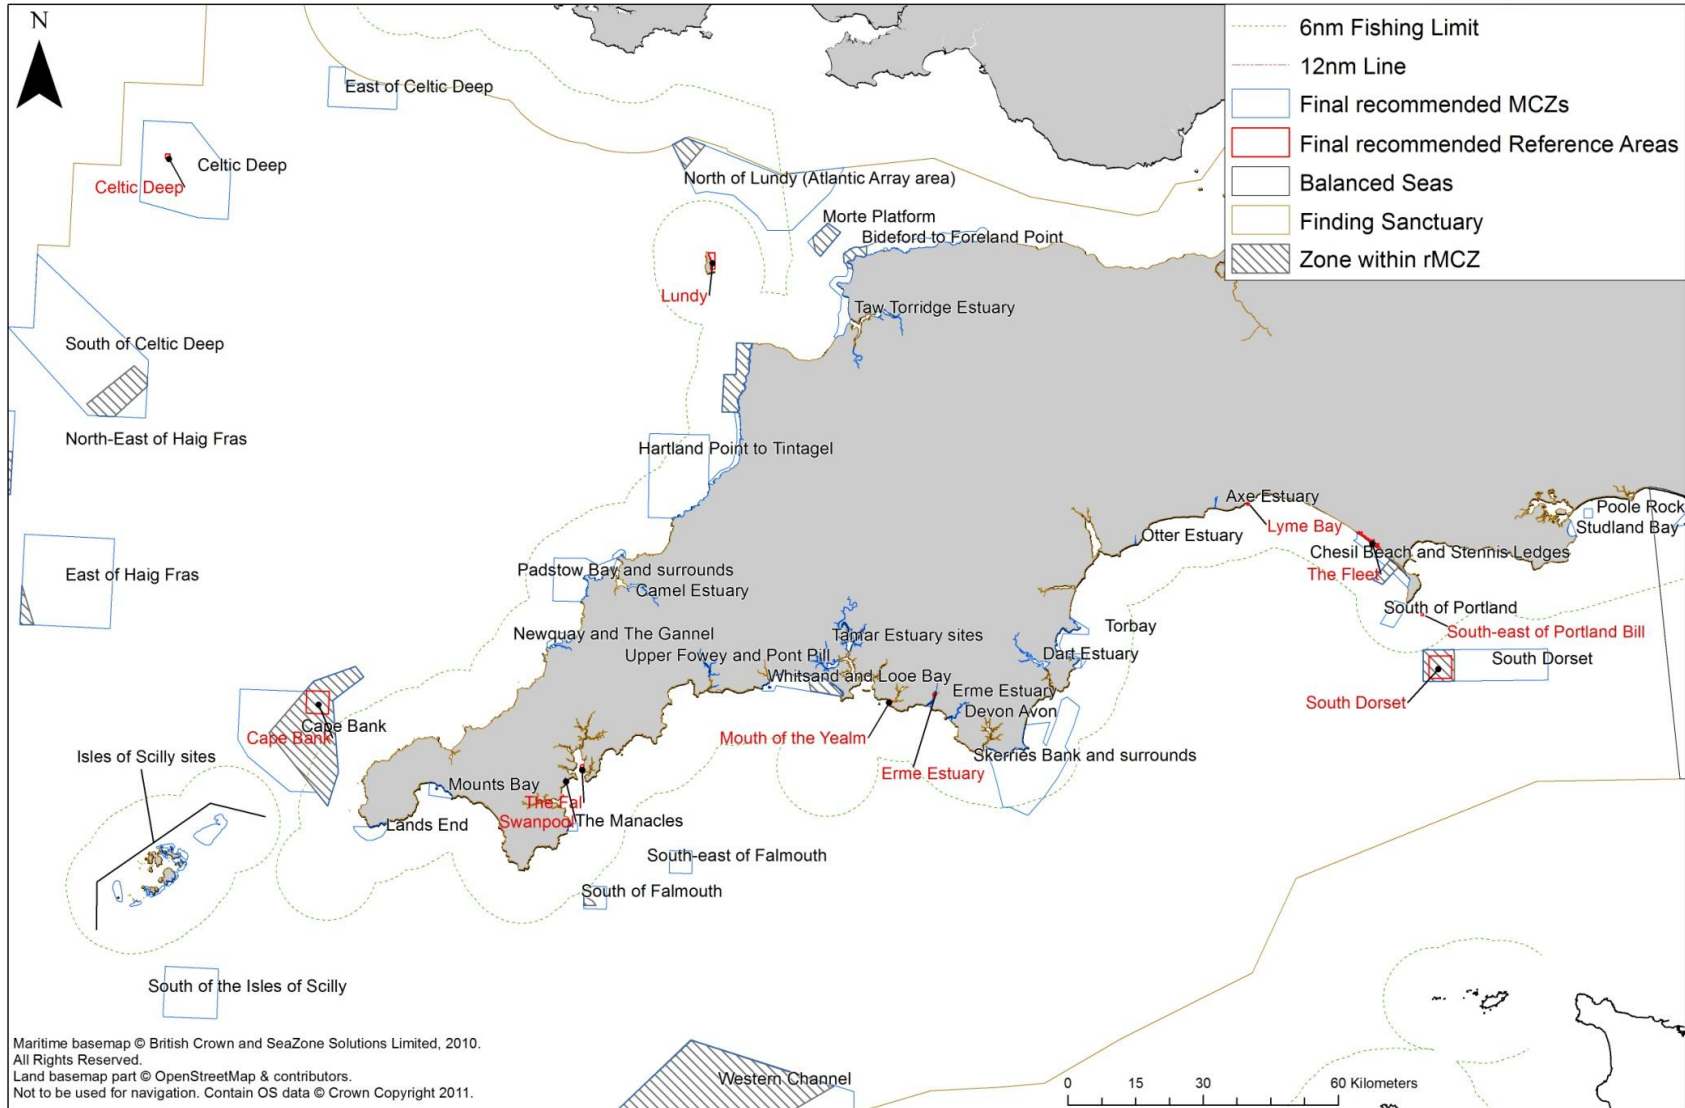 N
6nm Fishing Limit
12nm Line
Final recommended MCZs
Final recommended Reference Areas
Balanced Seas
Finding Sanctuary
Zone within rMCZ
East of Celtic Deep
Celtic Deep
Celtic Deep
North of Lundy (Atlantic Array area)
Morte Platform
Bideford to Foreland Point
Lundy
Taw Torridge Estuary
South of Celtic Deep
North-East of Haig Fras
Hartland Point to Tintagel
Axe Estuary
Poole Rock
Lyme Bay
Studland Bay
Otter Estuary
Chesil Beach and Stennis Ledges
East of Haig Fras
Padstow Bay and surrounds
The Fleet
Camel Estuary
South of Portland
Torbay
South-east of Portland Bill
Newquay and The Gannel
Tamar Estuary sites
Upper Fowey and Pont Pill
Dart Estuary
South Dorset
Whitsand and Looe Bay
Erme Estuary
South Dorset
Devon Avon
Cape Bank
Cape Bank
Mouth of the Yealm
Isles of Scilly sites
Skerries Bank and surrounds
Erme Estuary
Mounts Bay
The Fal
Swanpool
The Manacles
Lands End
South-east of Falmouth
South of Falmouth
South of the Isles of Scilly
Western Channel
Maritime basemap © British Crown and SeaZone Solutions Limited, 2010.
All Rights Reserved.
Land basemap part © OpenStreetMap & contributors.
Not to be used for navigation. Contain OS data © Crown Copyright 2011.
0 15 30 60 Kilometers